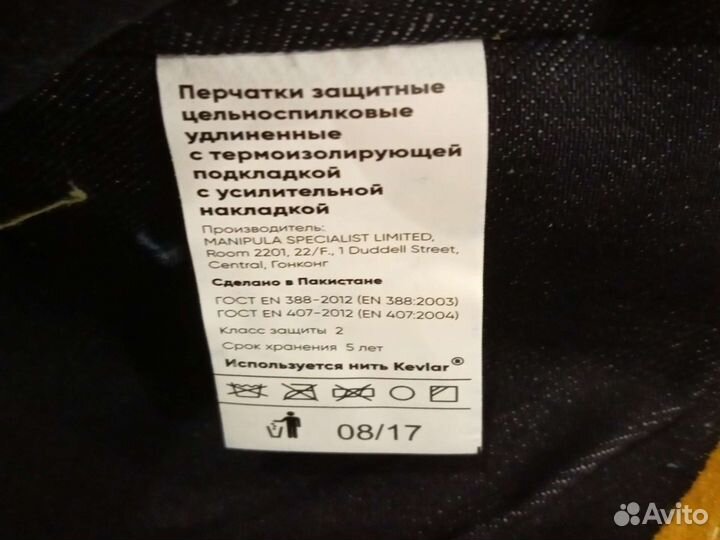 Перчатки защитные
цельноспилковые
удлиненные
с термоизолирующей
подкладкой
с усилительной
накладкой
Производитель:
MANIPULA SPECIALIST LIMITED,
Room 2201, 22/F., 1 Duddell Street,
Central, Гонконг
Сделано в Пакистане
ГОСТ EN 388-2012 (EN 388:2003)
ГОСТ EN 407-2012 (EN 407:2004)
Класс защиты 2
Срок хранения 5 лет
Используется нить Kevlar®
08/17
Avito